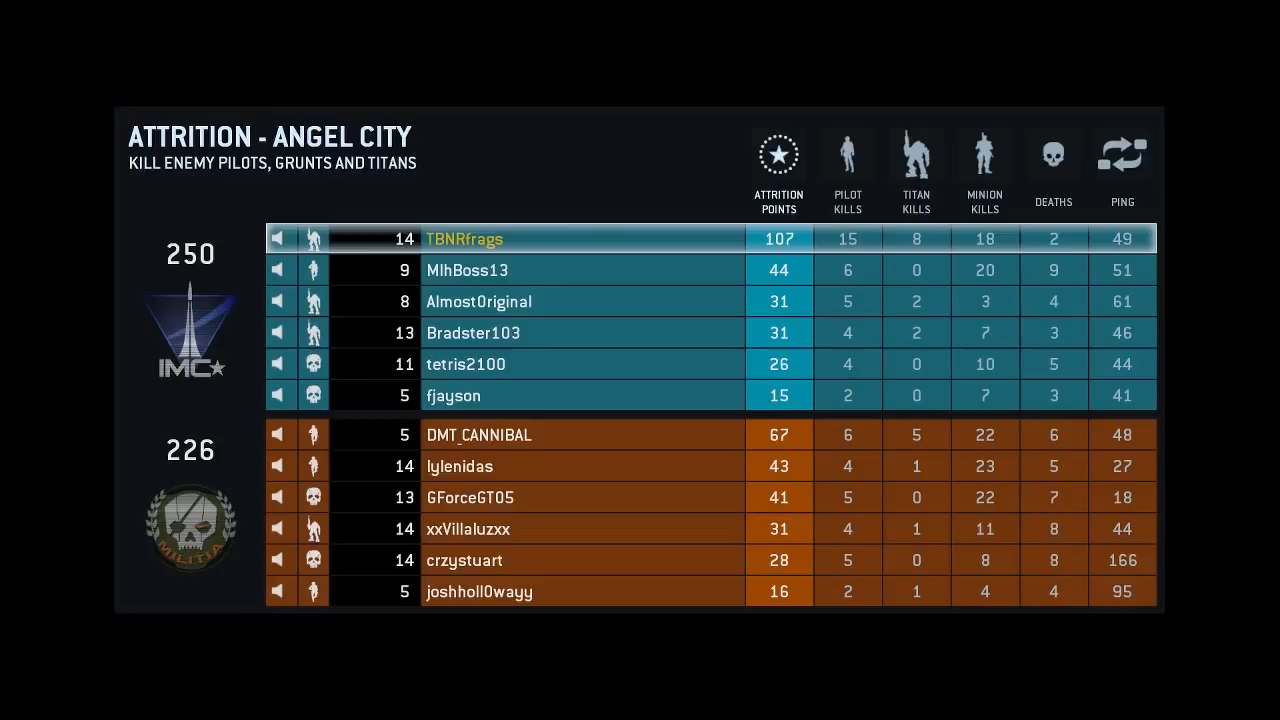 ATTRITION - ANGEL CITY
KILL ENEMY PILOTS, GRUNTS AND TITANS
ATTRITION POINTS PILOT KILLS TITAN KILLS MINION KILLS DEATHS PING
250
IMC
14 TBNRfrags 107 15 8 18 2 49
9 MlhBoss13 44 6 0 20 9 51
8 AlmostOriginal 31 5 2 3 4 61
13 Bradster103 31 4 2 7 3 46
11 tetris2100 26 4 0 10 5 44
5 fjayson 15 2 0 7 3 41
226
MILITIA
5 DMT_CANNIBAL 67 6 5 22 6 48
14 lylenidas 43 4 1 23 5 27
13 GForceGT05 41 5 0 22 7 18
14 xxVillaluzxx 31 4 1 11 8 44
14 crzystuart 28 5 0 8 8 166
5 joshholl0wayy 16 2 1 4 4 95